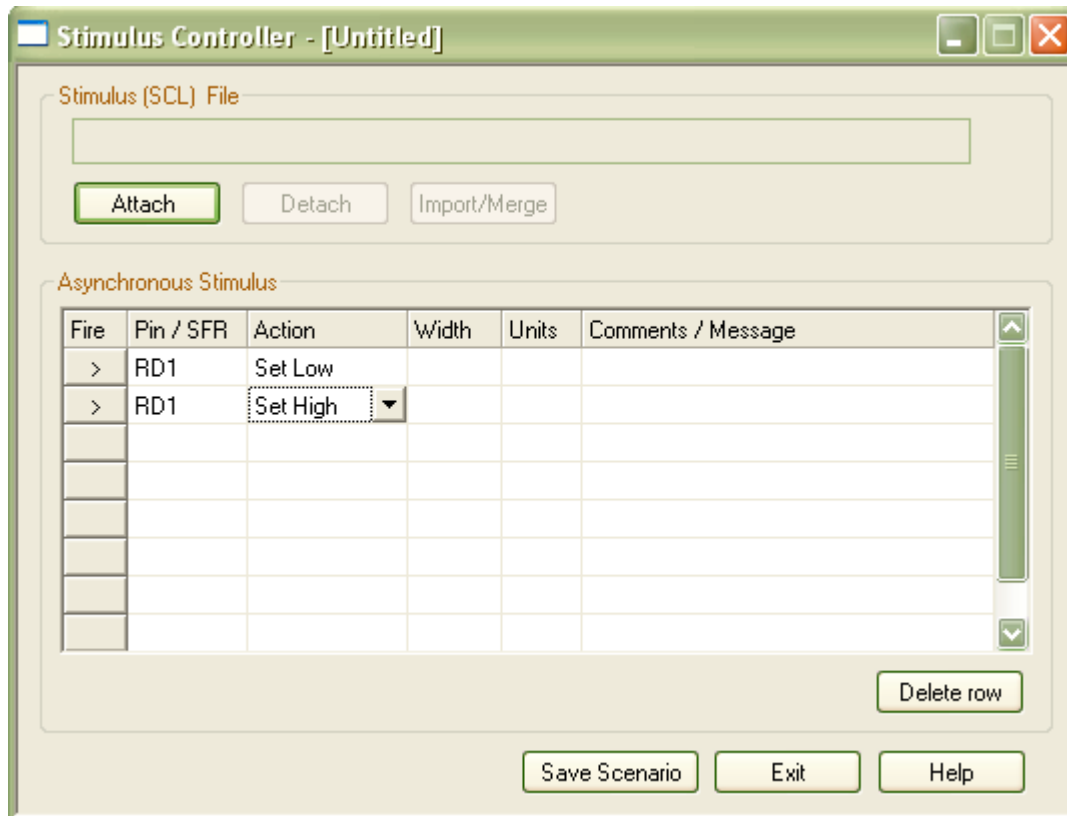 Stimulus Controller - [Untitled]
Stimulus (SCL) File
Attach Detach Import/Merge
Asynchronous Stimulus
Fire Pin / SFR Action Width Units Comments / Message
> RD1 Set Low
> RD1 Set High
Delete row
Save Scenario Exit Help